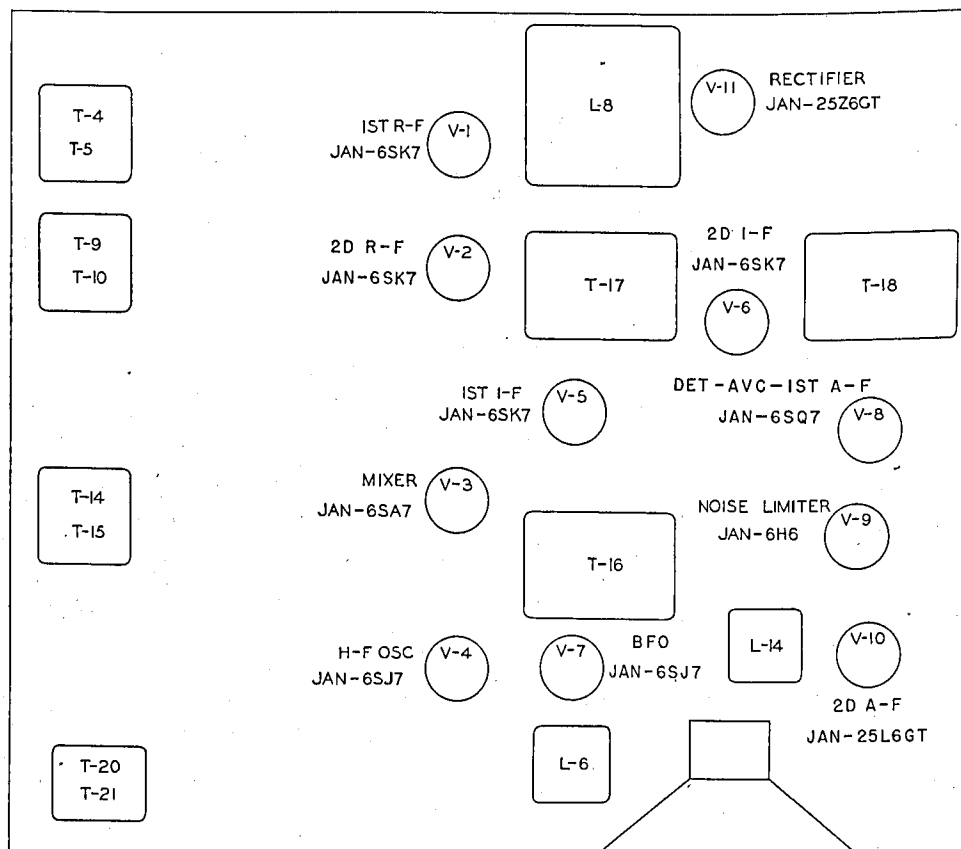 T-4
T-5
1ST R-F
JAN-6SK7
V-1
L-8
V-11
RECTIFIER
JAN-25Z6GT
T-9
T-10
2D R-F
JAN-6SK7
V-2
T-17
2D I-F
JAN-6SK7
V-6
T-18
1ST I-F
JAN-6SK7
V-5
DET-AVC-1ST A-F
JAN-6SQ7
V-8
T-14
T-15
MIXER
JAN-6SA7
V-3
T-16
NOISE LIMITER
JAN-6H6
V-9
H-F OSC
JAN-6SJ7
V-4
V-7
BFO
JAN-6SJ7
L-14
V-10
2D A-F
JAN-25L6GT
T-20
T-21
L-6